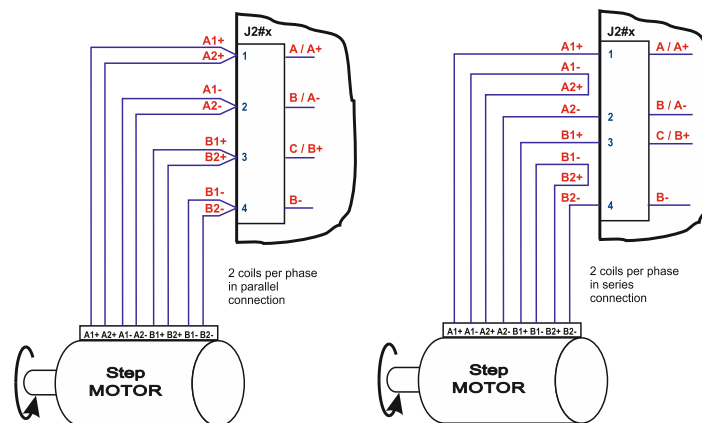 J2#x
A1+
A2+
1
A / A+
A1-
A2-
2
B / A-
B1+
B2+
3
C / B+
B1-
B2-
4
B-
2 coils per phase
in parallel
connection
A1+ A2+ A1- A2- B1+ B2+ B1- B2-
Step
MOTOR
J2#x
A1+
1
A / A+
A1-
A2+
A2-
2
B / A-
B1+
3
C / B+
B1-
B2+
B2-
4
B-
2 coils per phase
in series
connection
A1+ A1- A2+ A2- B1+ B1- B2+ B2-
Step
MOTOR